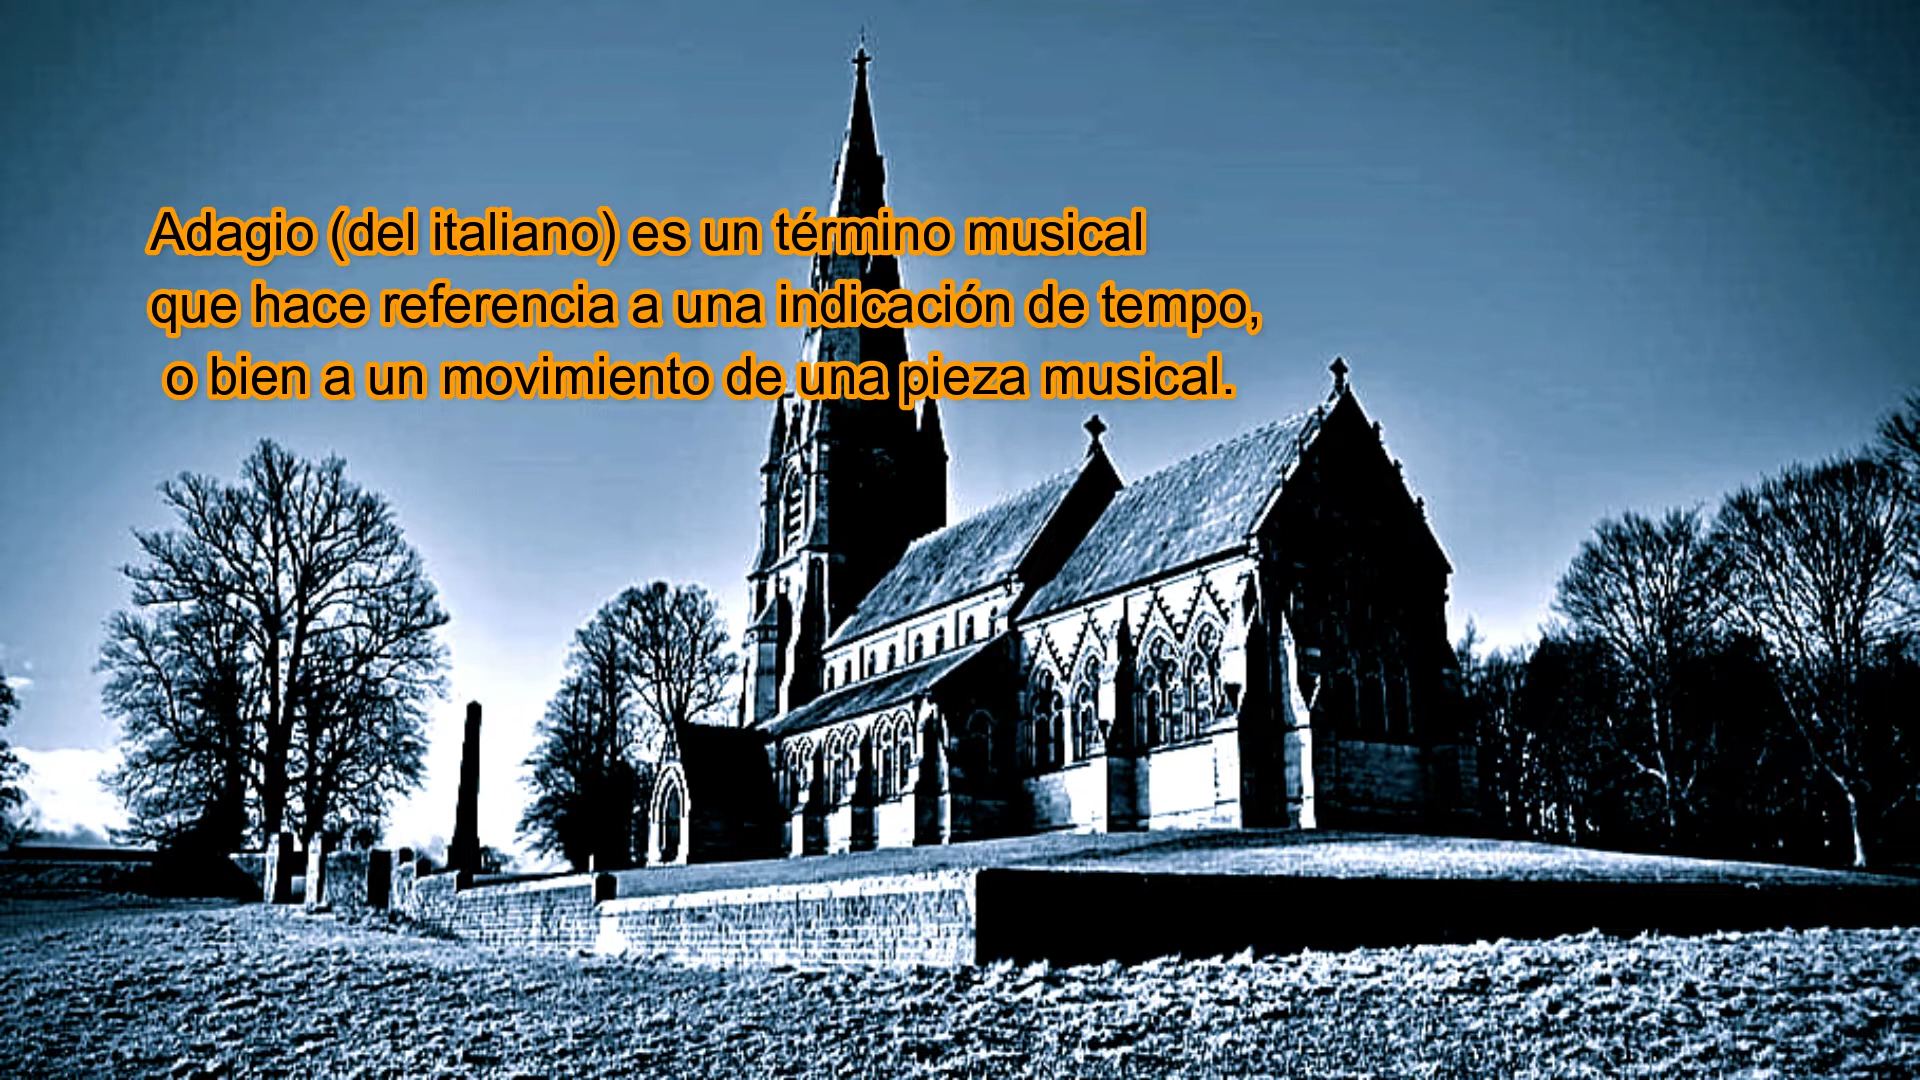 Adagio (del italiano) es un término musical
que hace referencia a una indicación de tempo,
o bien a un movimiento de una pieza musical.